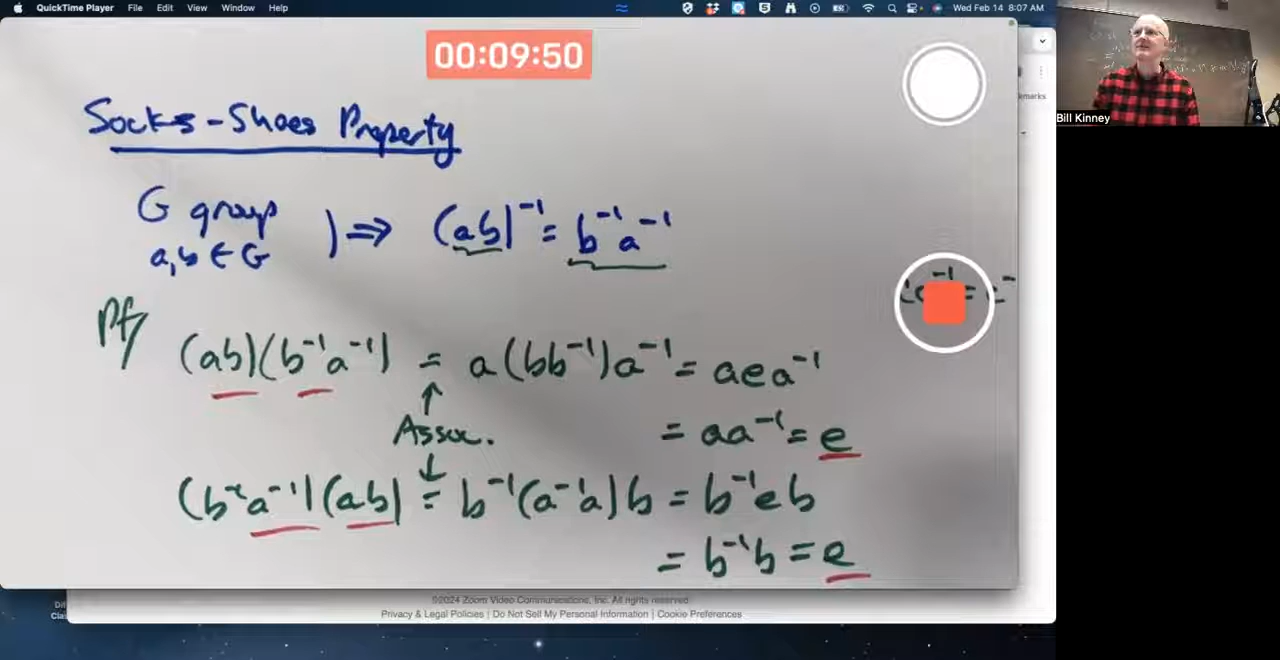 QuickTime Player File Edit View Window Help Wed Feb 14 8:07 AM
00:09:50
Bill Kinney
emarks
Socks-Shoes Property
G group
a,b ∈ G ) ⇒ (ab)⁻¹ = b⁻¹a⁻¹
Pf/
(ab)(b⁻¹a⁻¹) = a(bb⁻¹)a⁻¹ = aea⁻¹
↑
Assoc.
= aa⁻¹ = e
↓
(b⁻¹a⁻¹)(ab) = b⁻¹(a⁻¹a)b = b⁻¹eb
= b⁻¹b = e
©2024 Zoom Video Communications, Inc. All rights reserved.
Privacy & Legal Policies | Do Not Sell My Personal Information | Cookie Preferences